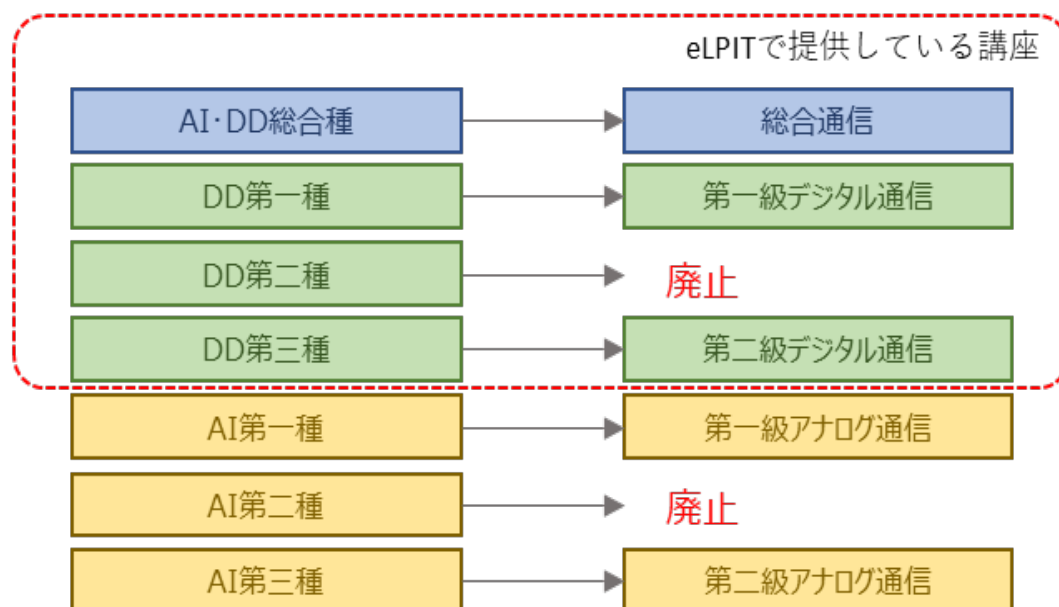 eLPITで提供している講座
AI・DD総合種
総合通信
DD第一種
第一級デジタル通信
DD第二種
廃止
DD第三種
第二級デジタル通信
AI第一種
第一級アナログ通信
AI第二種
廃止
AI第三種
第二級アナログ通信